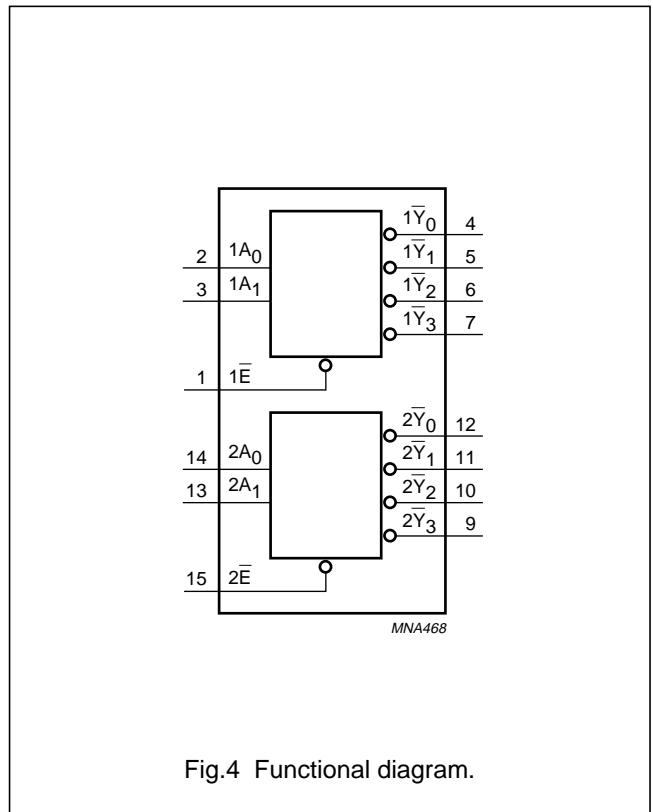 1Y̅0 4
2 1A0 1Y̅1 5
3 1A1 1Y̅2 6
1Y̅3 7
1 1E̅
2Y̅0 12
14 2A0 2Y̅1 11
13 2A1 2Y̅2 10
2Y̅3 9
15 2E̅
MNA468
Fig.4 Functional diagram.